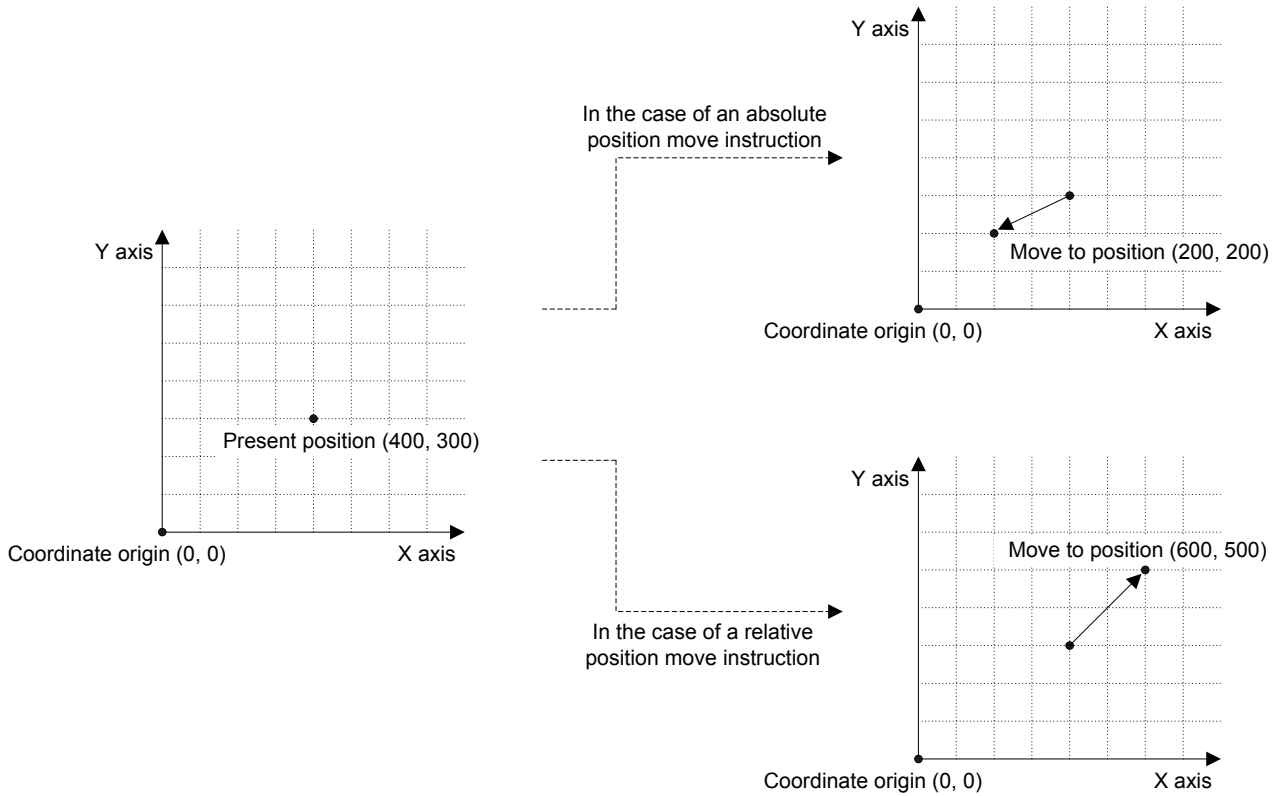 Y axis
Present position (400, 300)
Coordinate origin (0, 0)
X axis
In the case of an absolute
position move instruction
Y axis
Move to position (200, 200)
Coordinate origin (0, 0)
X axis
In the case of a relative
position move instruction
Y axis
Move to position (600, 500)
Coordinate origin (0, 0)
X axis